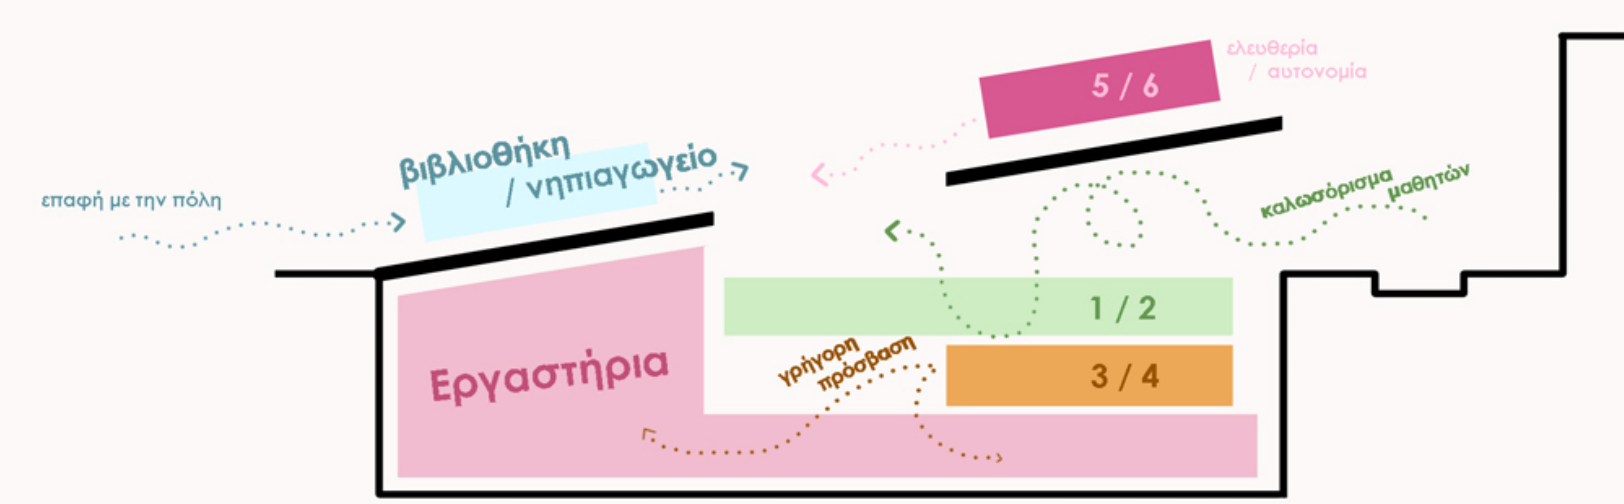 επαφή με την πόλη
βιβλιοθήκη
/ νηπιαγωγείο
5 / 6
ελευθερία
/ αυτονομία
καλωσόρισμα
μαθητών
1 / 2
γρήγορη
πρόσβαση
3 / 4
Εργαστήρια